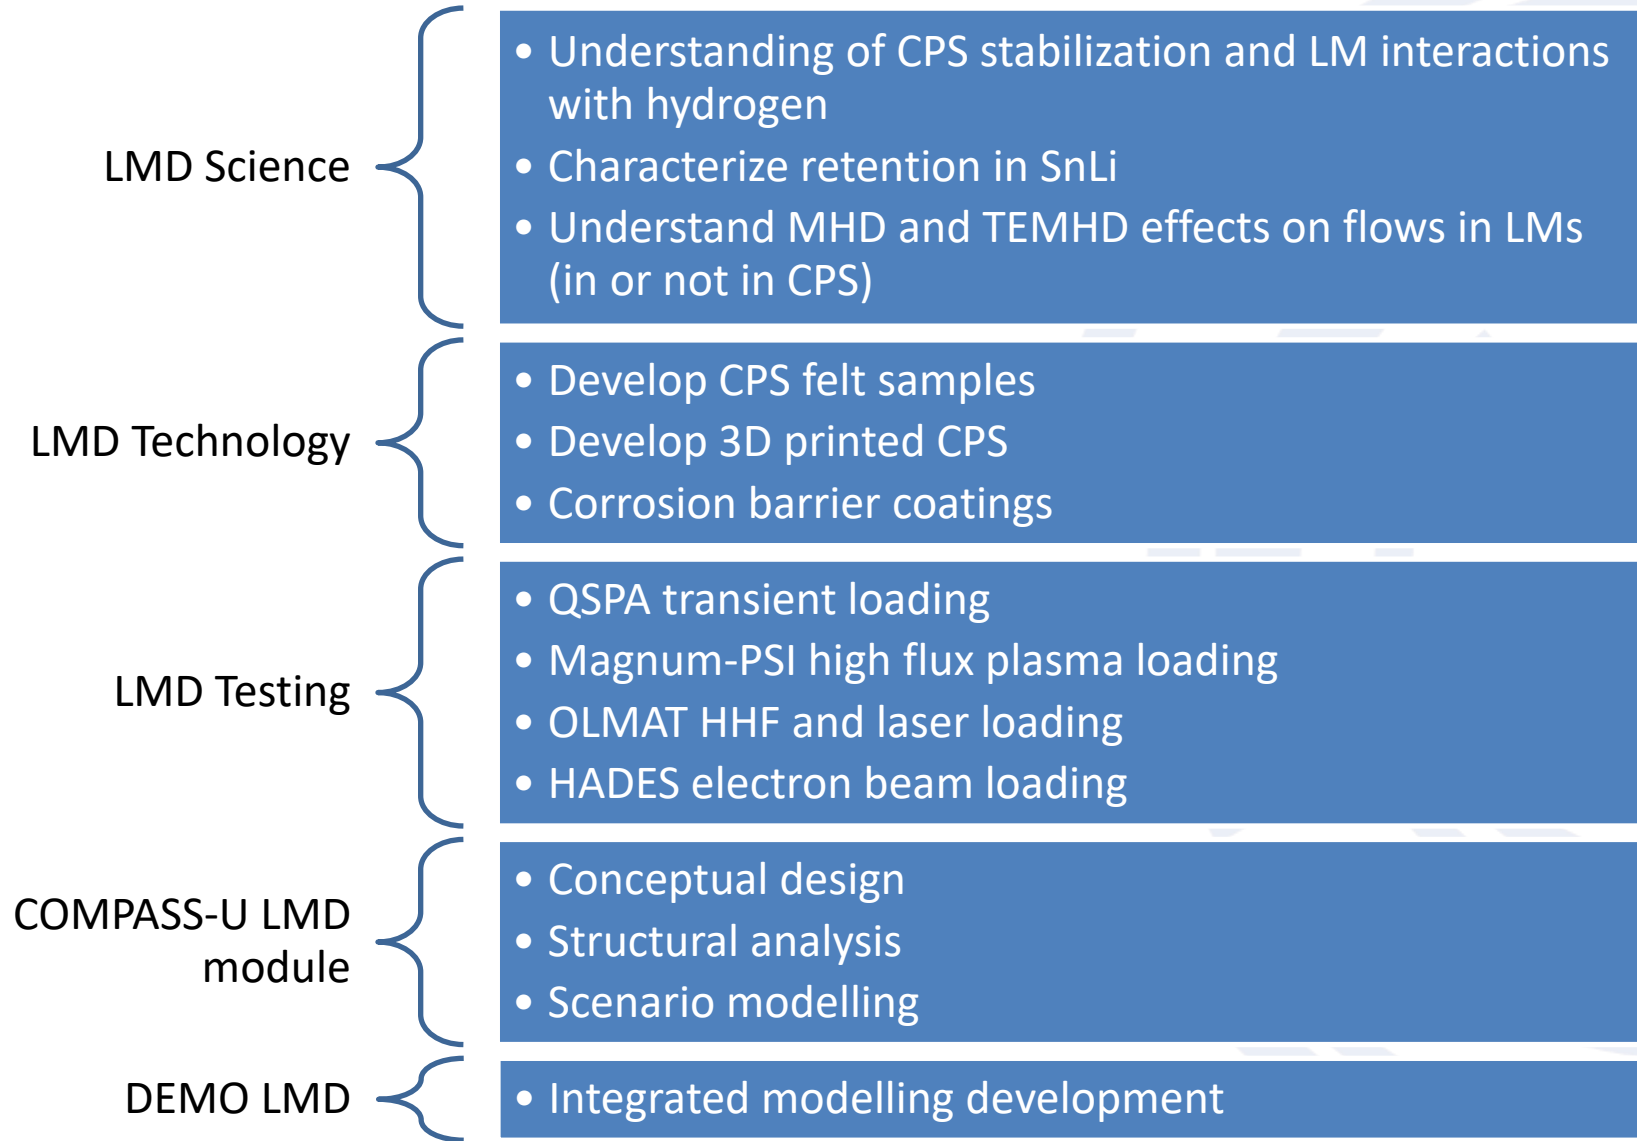 LMD Science
• Understanding of CPS stabilization and LM interactions
with hydrogen
• Characterize retention in SnLi
• Understand MHD and TEMHD effects on flows in LMs
(in or not in CPS)
LMD Technology
• Develop CPS felt samples
• Develop 3D printed CPS
• Corrosion barrier coatings
LMD Testing
• QSPA transient loading
• Magnum-PSI high flux plasma loading
• OLMAT HHF and laser loading
• HADES electron beam loading
COMPASS-U LMD
module
• Conceptual design
• Structural analysis
• Scenario modelling
DEMO LMD
• Integrated modelling development